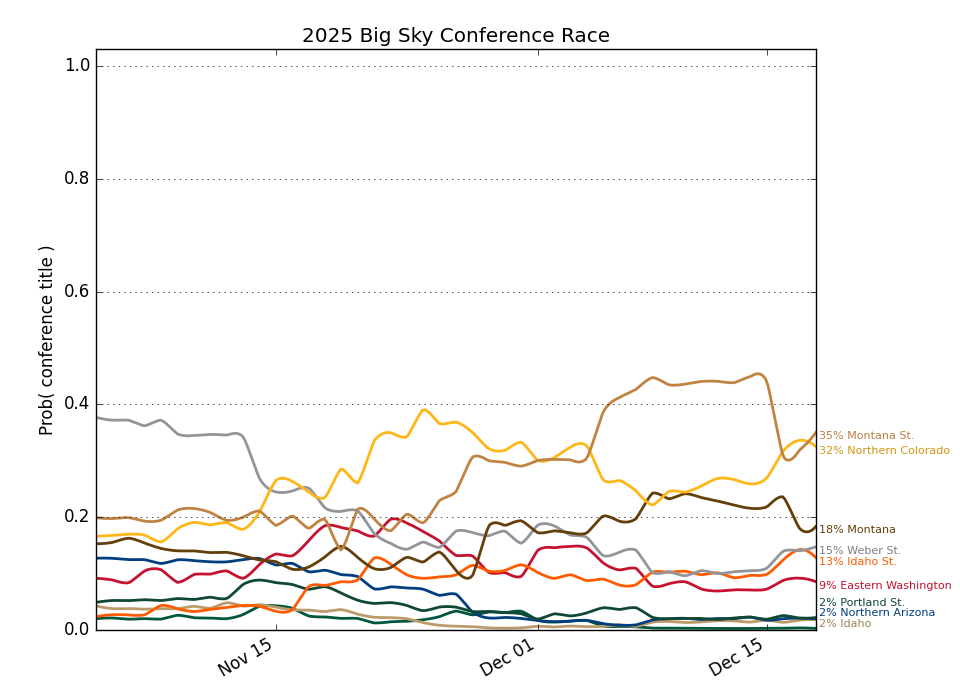 2025 Big Sky Conference Race
Prob( conference title )
1.0
0.8
0.6
0.4
0.2
0.0
Nov 15
Dec 01
Dec 15
35% Montana St.
32% Northern Colorado
18% Montana
15% Weber St.
13% Idaho St.
9% Eastern Washington
2% Portland St.
2% Northern Arizona
2% Idaho